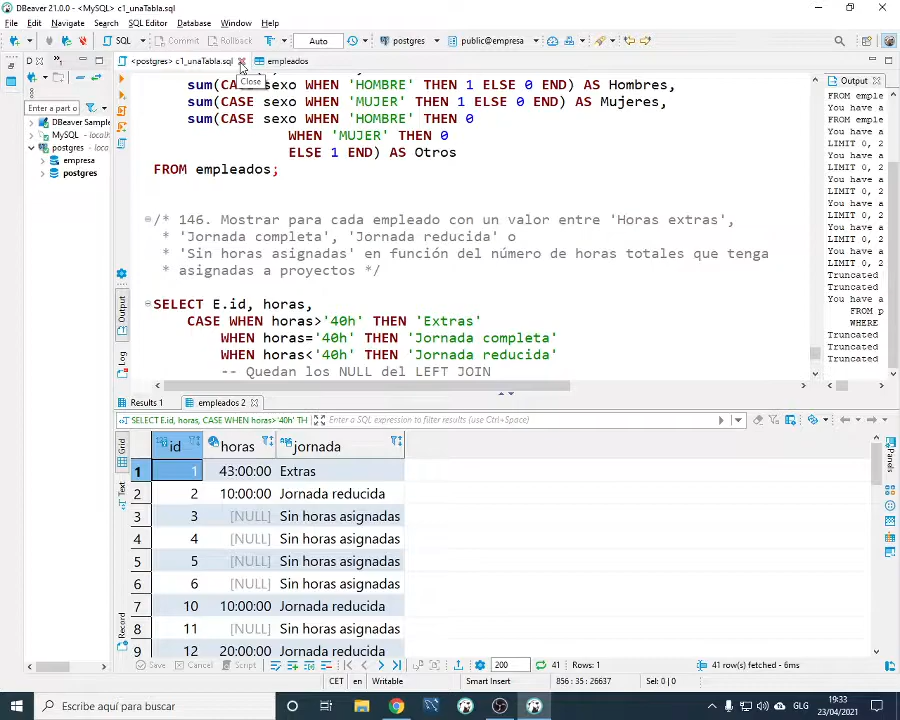 DBeaver 21.0.0 - <MySQL> c1_unaTabla.sql
File Edit Navigate Search SQL Editor Database Window Help
SQL Commit Rollback T Auto postgres public@empresa
D <postgres> c1_unaTabla.sql empleados
Close
Output
Enter a part o
DBeaver Sample
MySQL - localh
postgres - loca
empresa
postgres
sum(CASE sexo WHEN 'HOMBRE' THEN 1 ELSE 0 END) AS Hombres,
sum(CASE sexo WHEN 'MUJER' THEN 1 ELSE 0 END) AS Mujeres,
sum(CASE sexo WHEN 'HOMBRE' THEN 0
WHEN 'MUJER' THEN 0
ELSE 1 END) AS Otros
FROM empleados;
/* 146. Mostrar para cada empleado con un valor entre 'Horas extras',
* 'Jornada completa', 'Jornada reducida' o
* 'Sin horas asignadas' en función del número de horas totales que tenga
* asignadas a proyectos */
SELECT E.id, horas,
CASE WHEN horas>'40h' THEN 'Extras'
WHEN horas='40h' THEN 'Jornada completa'
WHEN horas<'40h' THEN 'Jornada reducida'
-- Quedan los NULL del LEFT JOIN
Output
Log
FROM emple
You have a
FROM emple
You have a
LIMIT 0, 2
You have a
LIMIT 0, 2
You have a
LIMIT 0, 2
You have a
LIMIT 0, 2
You have a
LIMIT 0, 2
You have a
LIMIT 0, 2
Truncated
Truncated
You have a
FROM p
WHERE
Truncated
Truncated
Truncated
Results 1 empleados 2
SELECT E.id, horas, CASE WHEN horas>'40h' TH Enter a SQL expression to filter results (use Ctrl+Space)
Grid
Text
Record
Panels
id horas jornada
1 1 43:00:00 Extras
2 2 10:00:00 Jornada reducida
3 3 [NULL] Sin horas asignadas
4 4 [NULL] Sin horas asignadas
5 5 [NULL] Sin horas asignadas
6 6 [NULL] Sin horas asignadas
7 10 10:00:00 Jornada reducida
8 11 [NULL] Sin horas asignadas
9 12 20:00:00 Jornada reducida
Save Cancel Script 200 41 Rows: 1 41 row(s) fetched - 6ms
CET en Writable Smart Insert 856 : 35 : 26637 Sel: 0 | 0
Escribe aquí para buscar
GLG
19:33
23/04/2021